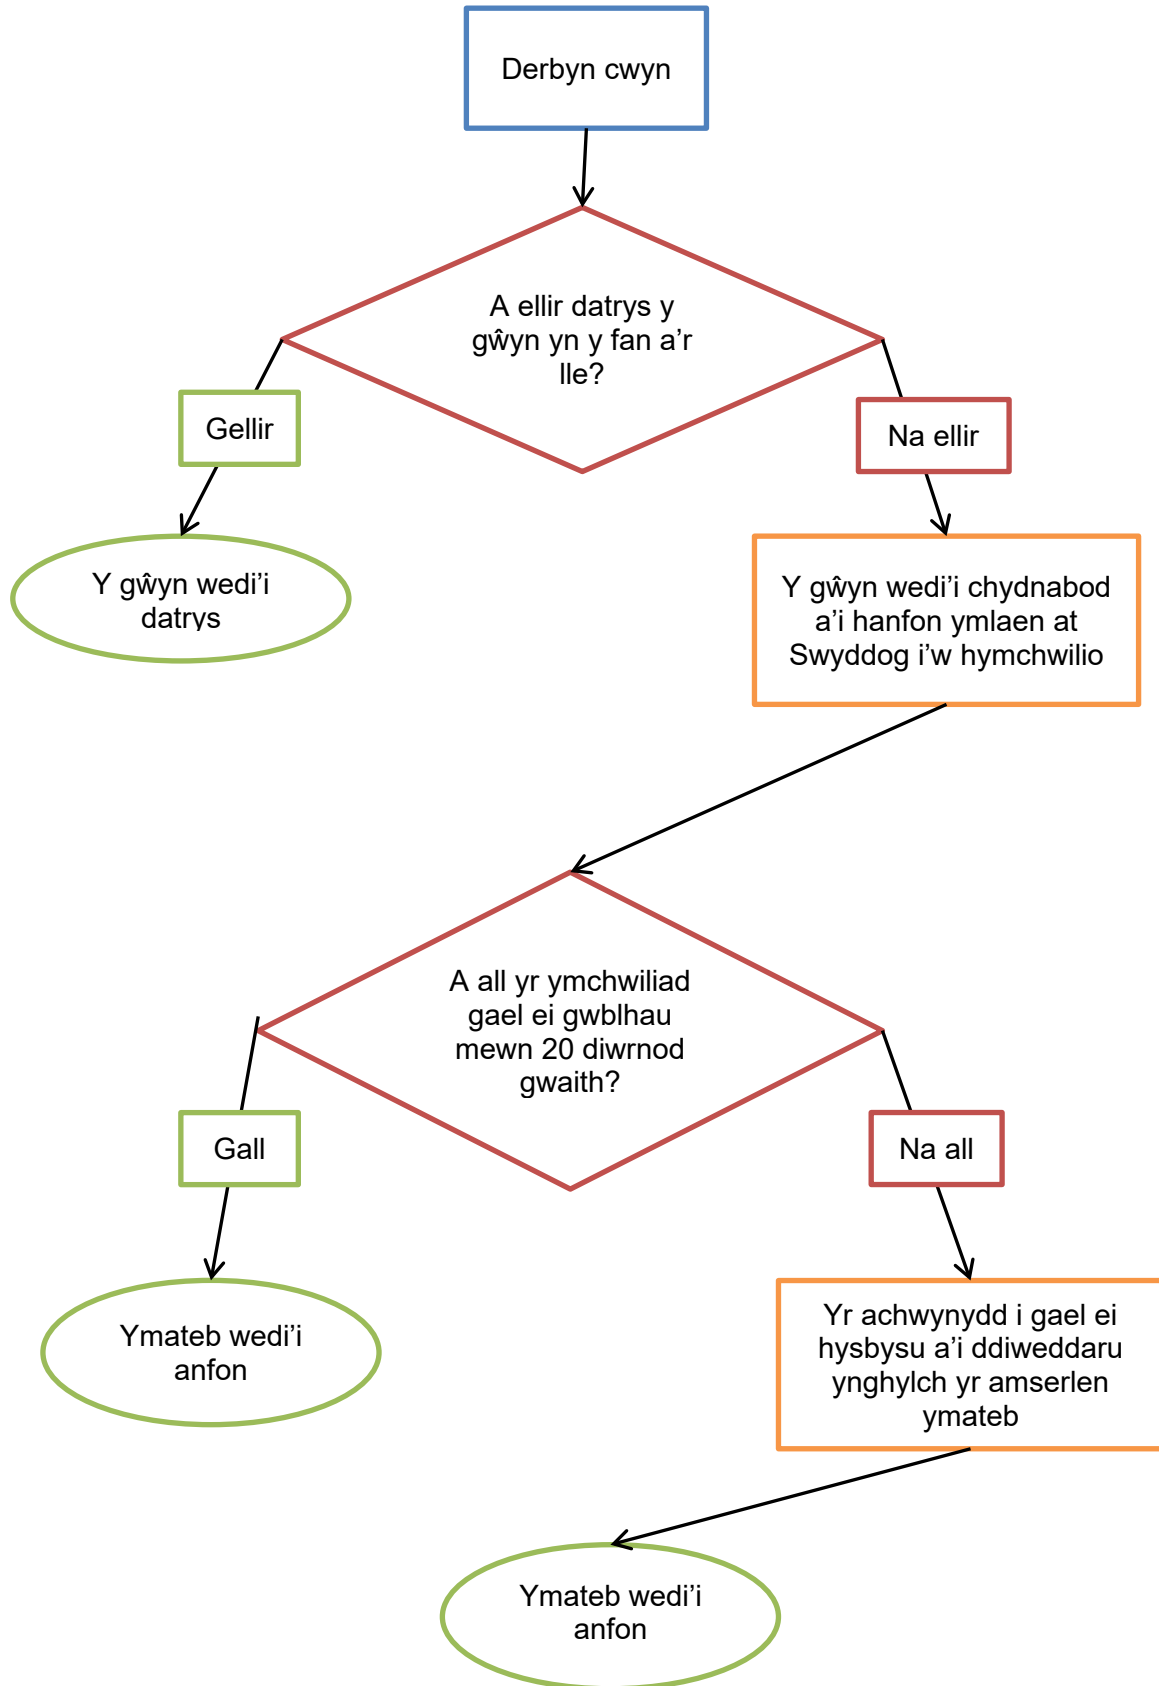 Derbyn cwyn
A ellir datrys y
gŵyn yn y fan a’r
lle?
Gellir
Na ellir
Y gŵyn wedi’i
datrys
Y gŵyn wedi’i chydnabod
a’i hanfon ymlaen at
Swyddog i’w hymchwilio
A all yr ymchwiliad
gael ei gwblhau
mewn 20 diwrnod
gwaith?
Gall
Na all
Ymateb wedi’i
anfon
Yr achwynydd i gael ei
hysbysu a’i ddiweddaru
ynghylch yr amserlen
ymateb
Ymateb wedi’i
anfon